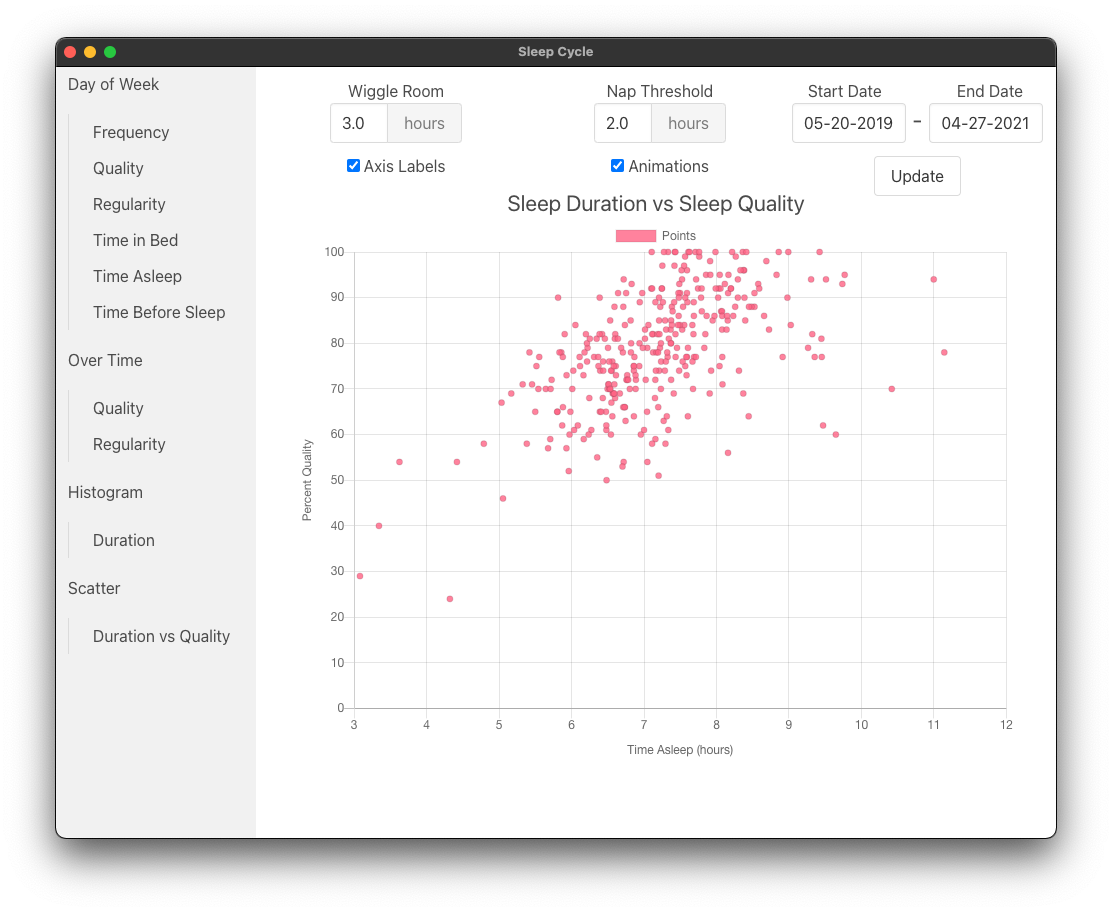 Sleep Cycle
Day of Week
Frequency
Quality
Regularity
Time in Bed
Time Asleep
Time Before Sleep
Over Time
Quality
Regularity
Histogram
Duration
Scatter
Duration vs Quality
Wiggle Room
3.0 hours
Axis Labels
Nap Threshold
2.0 hours
Animations
Start Date
End Date
05-20-2019 - 04-27-2021
Update
Sleep Duration vs Sleep Quality
Points
100
90
80
70
60
50
40
30
20
10
0
Percent Quality
3 4 5 6 7 8 9 10 11 12
Time Asleep (hours)